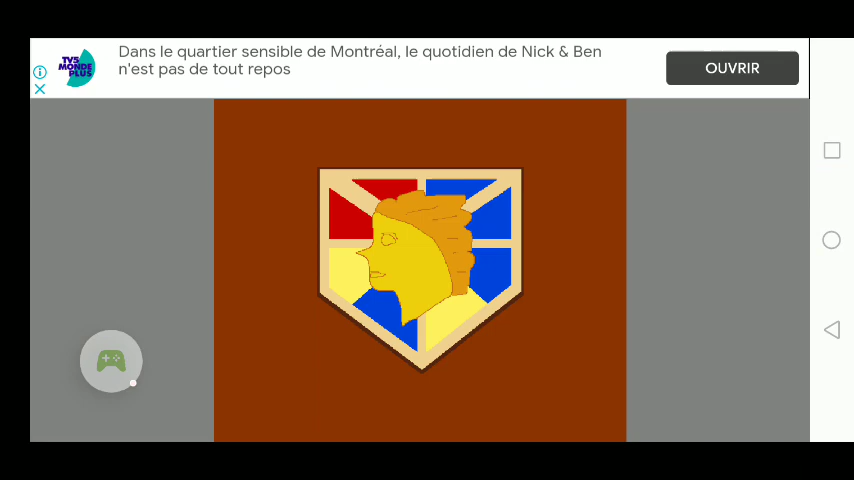 TV5
MONDE
PLUS
Dans le quartier sensible de Montréal, le quotidien de Nick & Ben
n'est pas de tout repos
OUVRIR